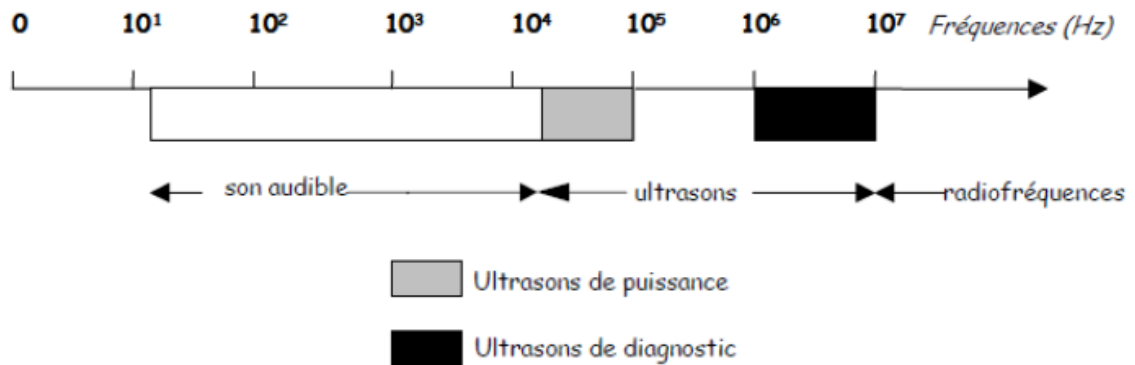 0 10¹ 10² 10³ 10⁴ 10⁵ 10⁶ 10⁷ Fréquences (Hz)
son audible ultrasons radiofréquences
Ultrasons de puissance
Ultrasons de diagnostic